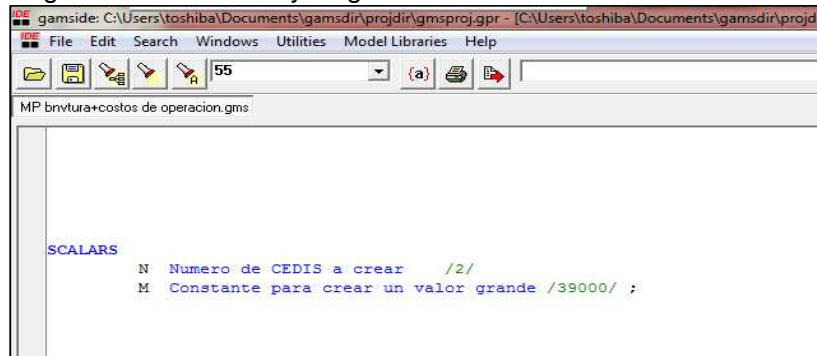 gamside: C:\Users\toshiba\Documents\gamsdir\projdir\gmsproj.gpr - [C:\Users\toshiba\Documents\gamsdir\projd
IDE File Edit Search Windows Utilities Model Libraries Help
55 {a}
MP bnvtura+costos de operacion.gms
SCALARS
N Numero de CEDIS a crear /2/
M Constante para crear un valor grande /39000/ ;